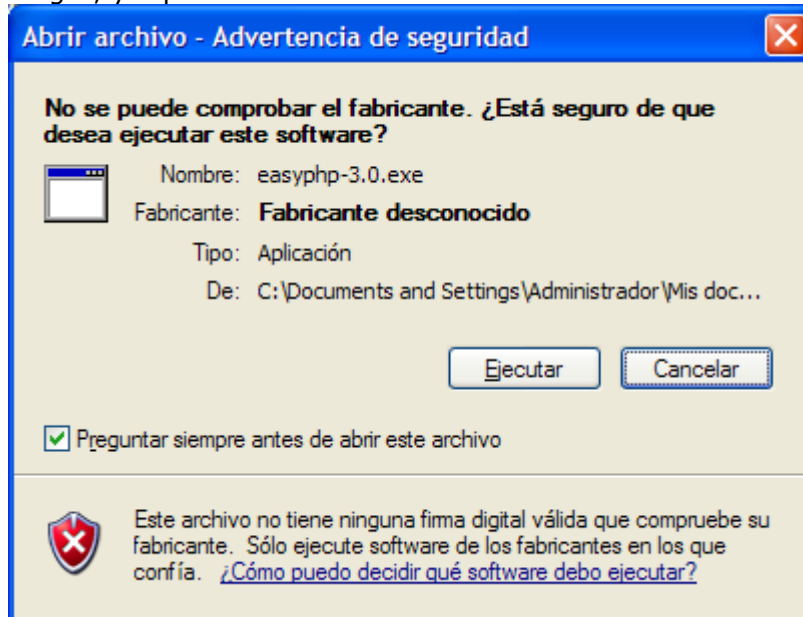 Abrir archivo - Advertencia de seguridad
No se puede comprobar el fabricante. ¿Está seguro de que
desea ejecutar este software?
Nombre: easyphp-3.0.exe
Fabricante: Fabricante desconocido
Tipo: Aplicación
De: C:\Documents and Settings\Administrador\Mis doc...
Ejecutar Cancelar
Preguntar siempre antes de abrir este archivo
Este archivo no tiene ninguna firma digital válida que compruebe su
fabricante. Sólo ejecute software de los fabricantes en los que
confía. ¿Cómo puedo decidir qué software debo ejecutar?